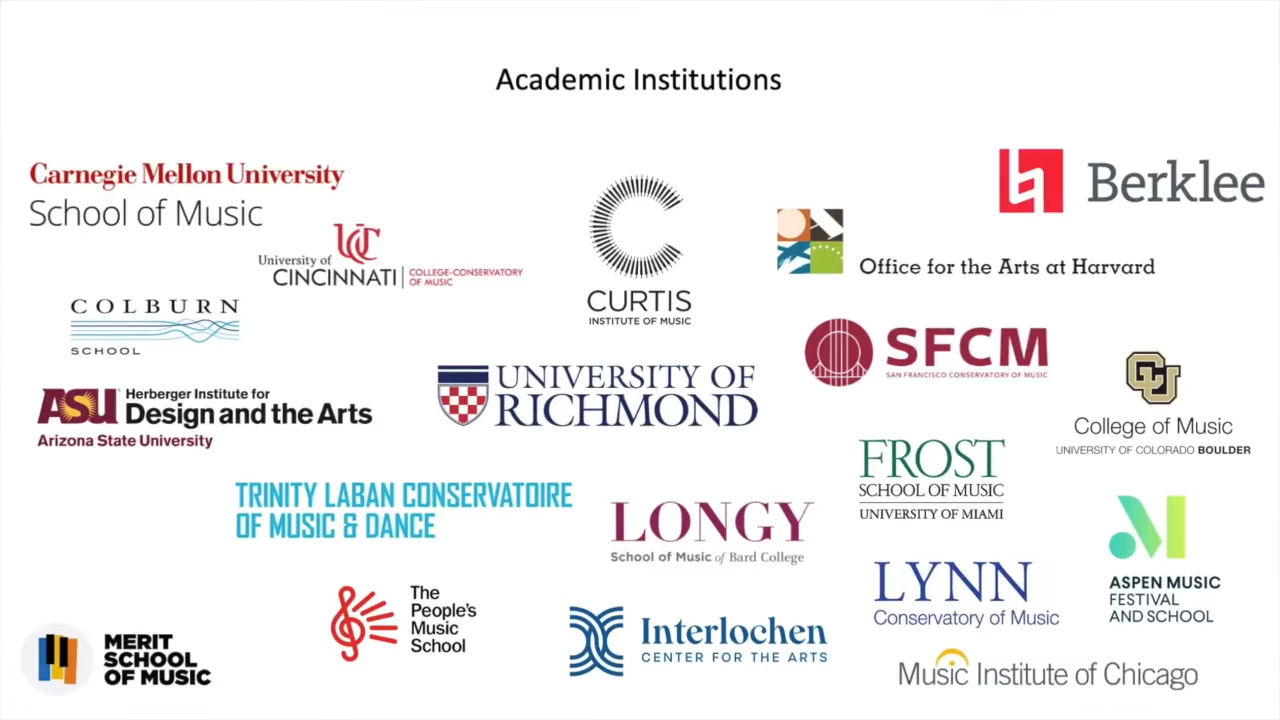 Academic Institutions
Carnegie Mellon University
School of Music
Berklee
University of
CINCINNATI
COLLEGE-CONSERVATORY
OF MUSIC
CURTIS
INSTITUTE OF MUSIC
Office for the Arts at Harvard
COLBURN
SCHOOL
SFCM
SAN FRANCISCO CONSERVATORY OF MUSIC
ASU Herberger Institute for
Design and the Arts
Arizona State University
UNIVERSITY OF
RICHMOND
CU
College of Music
UNIVERSITY OF COLORADO BOULDER
FROST
SCHOOL OF MUSIC
UNIVERSITY OF MIAMI
TRINITY LABAN CONSERVATOIRE
OF MUSIC & DANCE
LONGY
School of Music of Bard College
ASPEN MUSIC
FESTIVAL
AND SCHOOL
LYNN
Conservatory of Music
The
People's
Music
School
Interlochen
CENTER FOR THE ARTS
MERIT
SCHOOL
OF MUSIC
Music Institute of Chicago